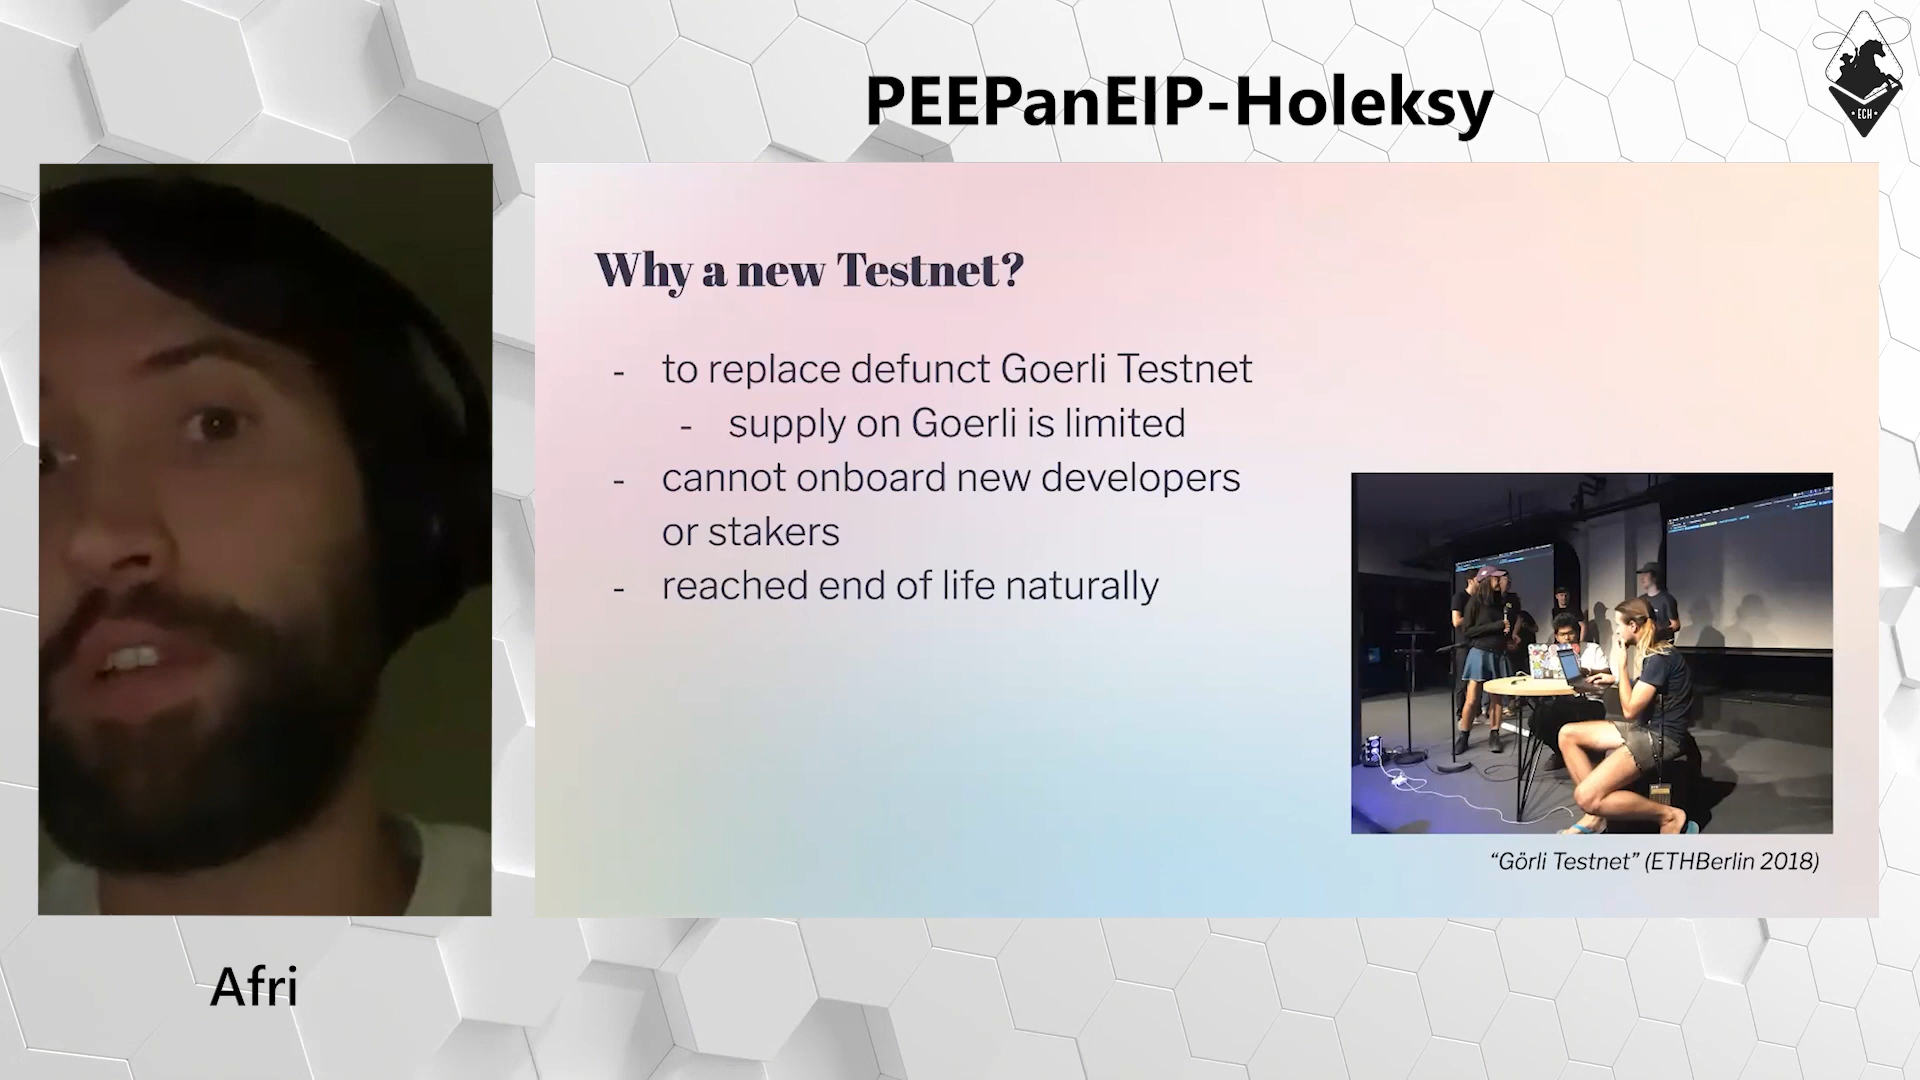 PEEPanEIP-Holeksy
·ECH·
Why a new Testnet?
- to replace defunct Goerli Testnet
- supply on Goerli is limited
- cannot onboard new developers
or stakers
- reached end of life naturally
“Görli Testnet” (ETHBerlin 2018)
Afri